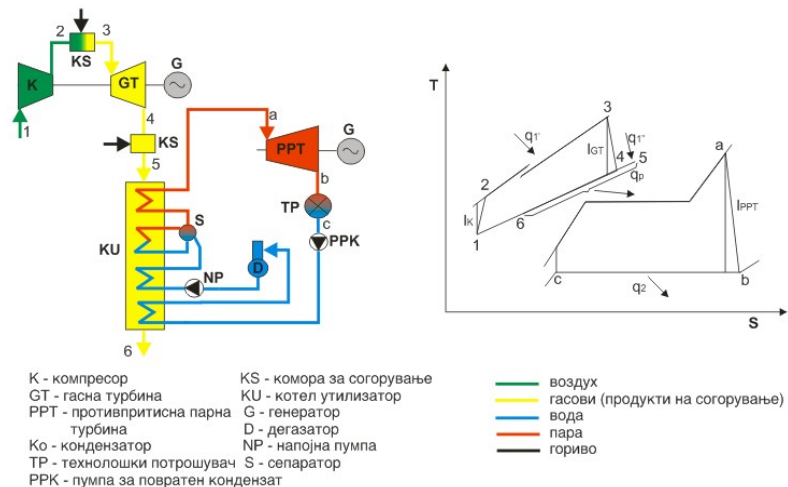 2
3
KS
K
GT
G
1
4
KS
5
a
PPT
G
b
TP
c
PPK
S
KU
NP
D
6
T
3
q1'
q1"
a
lGT
4
5
2
qp
lPPT
lK
1
6
c
b
q2
S
K - компресор
GT - гасна турбина
PPT - противпритисна парна
турбина
Ko - кондензатор
TP - технолошки потрошувач
PPK - пумпа за повратен кондензат
KS - комора за согорување
KU - котел утилизатор
G - генератор
D - дегазатор
NP - напојна пумпа
S - сепаратор
воздух
гасови (продукти на согорување)
вода
пара
гориво